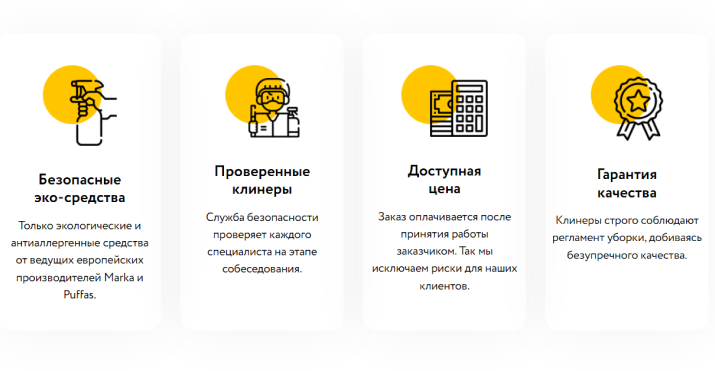 Безопасные
эко-средства
Только экологические и
антиаллергенные средства
от ведущих европейских
производителей Marka и
Puffas.
Проверенные
клинеры
Служба безопасности
проверяет каждого
специалиста на этапе
собеседования.
Доступная
цена
Заказ оплачивается после
принятия работы
заказчиком. Так мы
исключаем риски для наших
клиентов.
Гарантия
качества
Клинеры строго соблюдают
регламент уборки, добиваясь
безупречного качества.